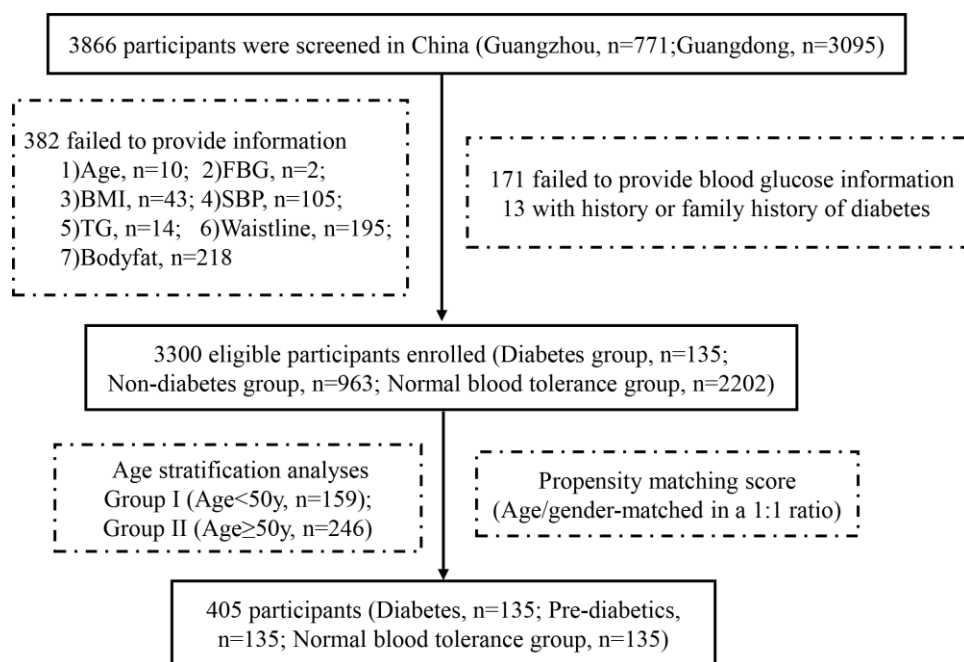 3866 participants were screened in China (Guangzhou, n=771;Guangdong, n=3095)
382 failed to provide information
1)Age, n=10; 2)FBG, n=2;
3)BMI, n=43; 4)SBP, n=105;
5)TG, n=14; 6)Waistline, n=195;
7)Bodyfat, n=218
171 failed to provide blood glucose information
13 with history or family history of diabetes
3300 eligible participants enrolled (Diabetes group, n=135;
Non-diabetes group, n=963; Normal blood tolerance group, n=2202)
Age stratification analyses
Group I (Age<50y, n=159);
Group II (Age≥50y, n=246)
Propensity matching score
(Age/gender-matched in a 1:1 ratio)
405 participants (Diabetes, n=135; Pre-diabetics,
n=135; Normal blood tolerance group, n=135)